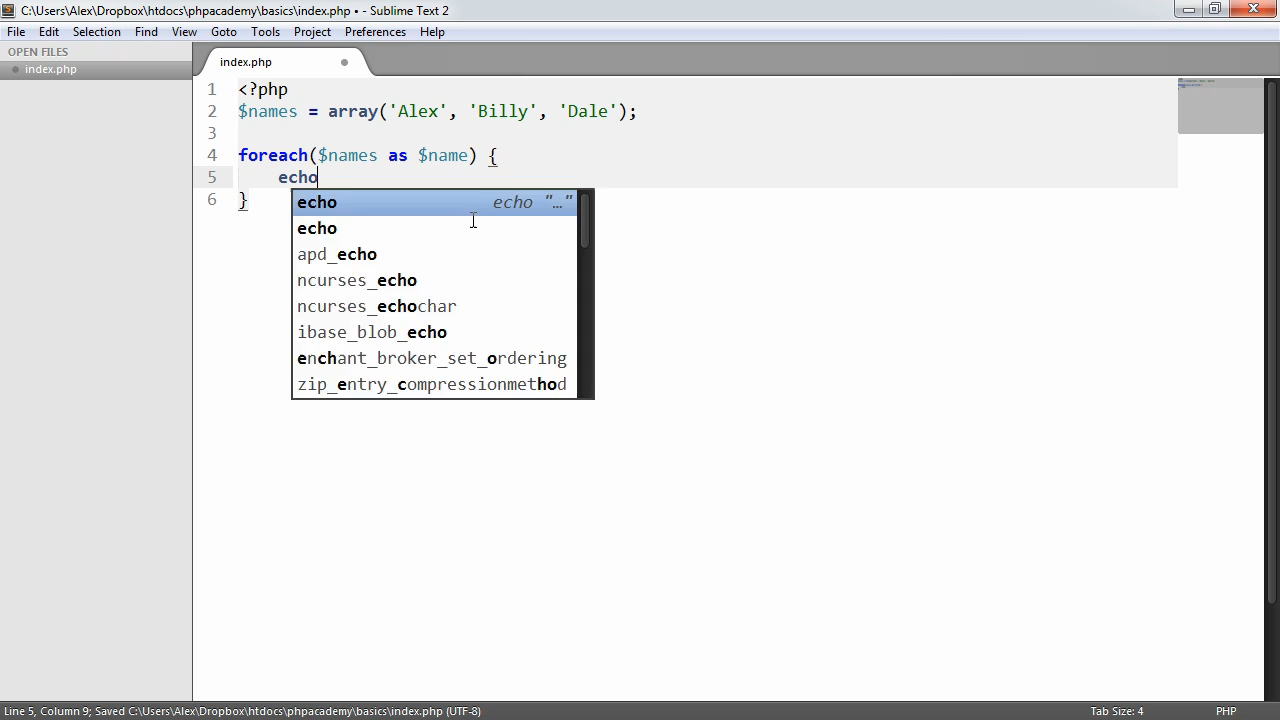 C:\Users\Alex\Dropbox\htdocs\phpacademy\basics\index.php • - Sublime Text 2
File Edit Selection Find View Goto Tools Project Preferences Help
OPEN FILES
index.php
index.php
1 <?php
2 $names = array('Alex', 'Billy', 'Dale');
3
4 foreach($names as $name) {
5 echo
6 }
echo echo "…"
echo
apd_echo
ncurses_echo
ncurses_echochar
ibase_blob_echo
enchant_broker_set_ordering
zip_entry_compressionmethod
Line 5, Column 9; Saved C:\Users\Alex\Dropbox\htdocs\phpacademy\basics\index.php (UTF-8) Tab Size: 4 PHP